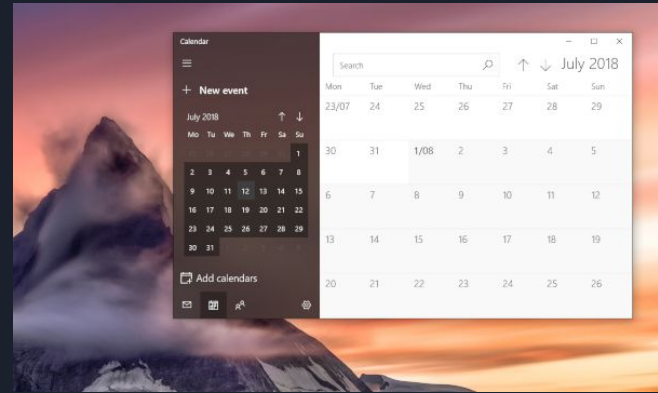 Calendar
+ New event
July 2018
Mo Tu We Th Fr Sa Su
1
2 3 4 5 6 7 8
9 10 11 12 13 14 15
16 17 18 19 20 21 22
23 24 25 26 27 28 29
30 31
Add calendars
Search
July 2018
Mon Tue Wed Thu Fri Sat Sun
23/07 24 25 26 27 28 29
30 31 1/08 2 3 4 5
6 7 8 9 10 11 12
13 14 15 16 17 18 19
20 21 22 23 24 25 26